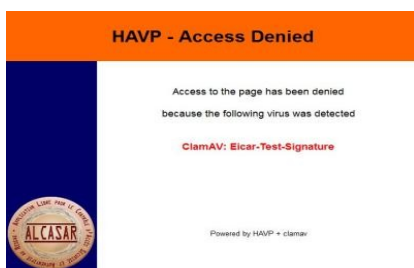 HAVP - Access Denied
Access to the page has been denied
because the following virus was detected
ClamAV: Eicar-Test-Signature
ALCASAR
Powered by HAVP + clamav